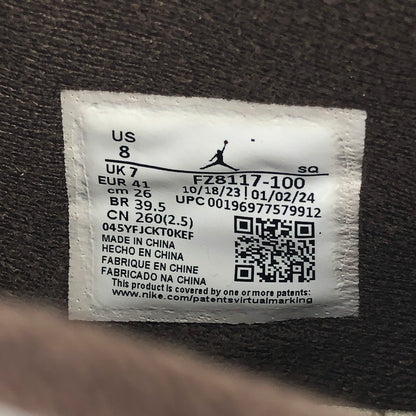 US
8
UK 7
EUR 41
cm 26
BR 39.5
CN 260(2.5)
SQ
FZ8117-100
10/18/23 01/02/24
UPC 00196977579912
045YFJCKT0KEF
MADE IN CHINA
HECHO EN CHINA
FABRIQUE EN CHINE
FABRICADO NA CHINA
This product is covered by one or more patents.
www.nike.com/patentsvirtualmarking